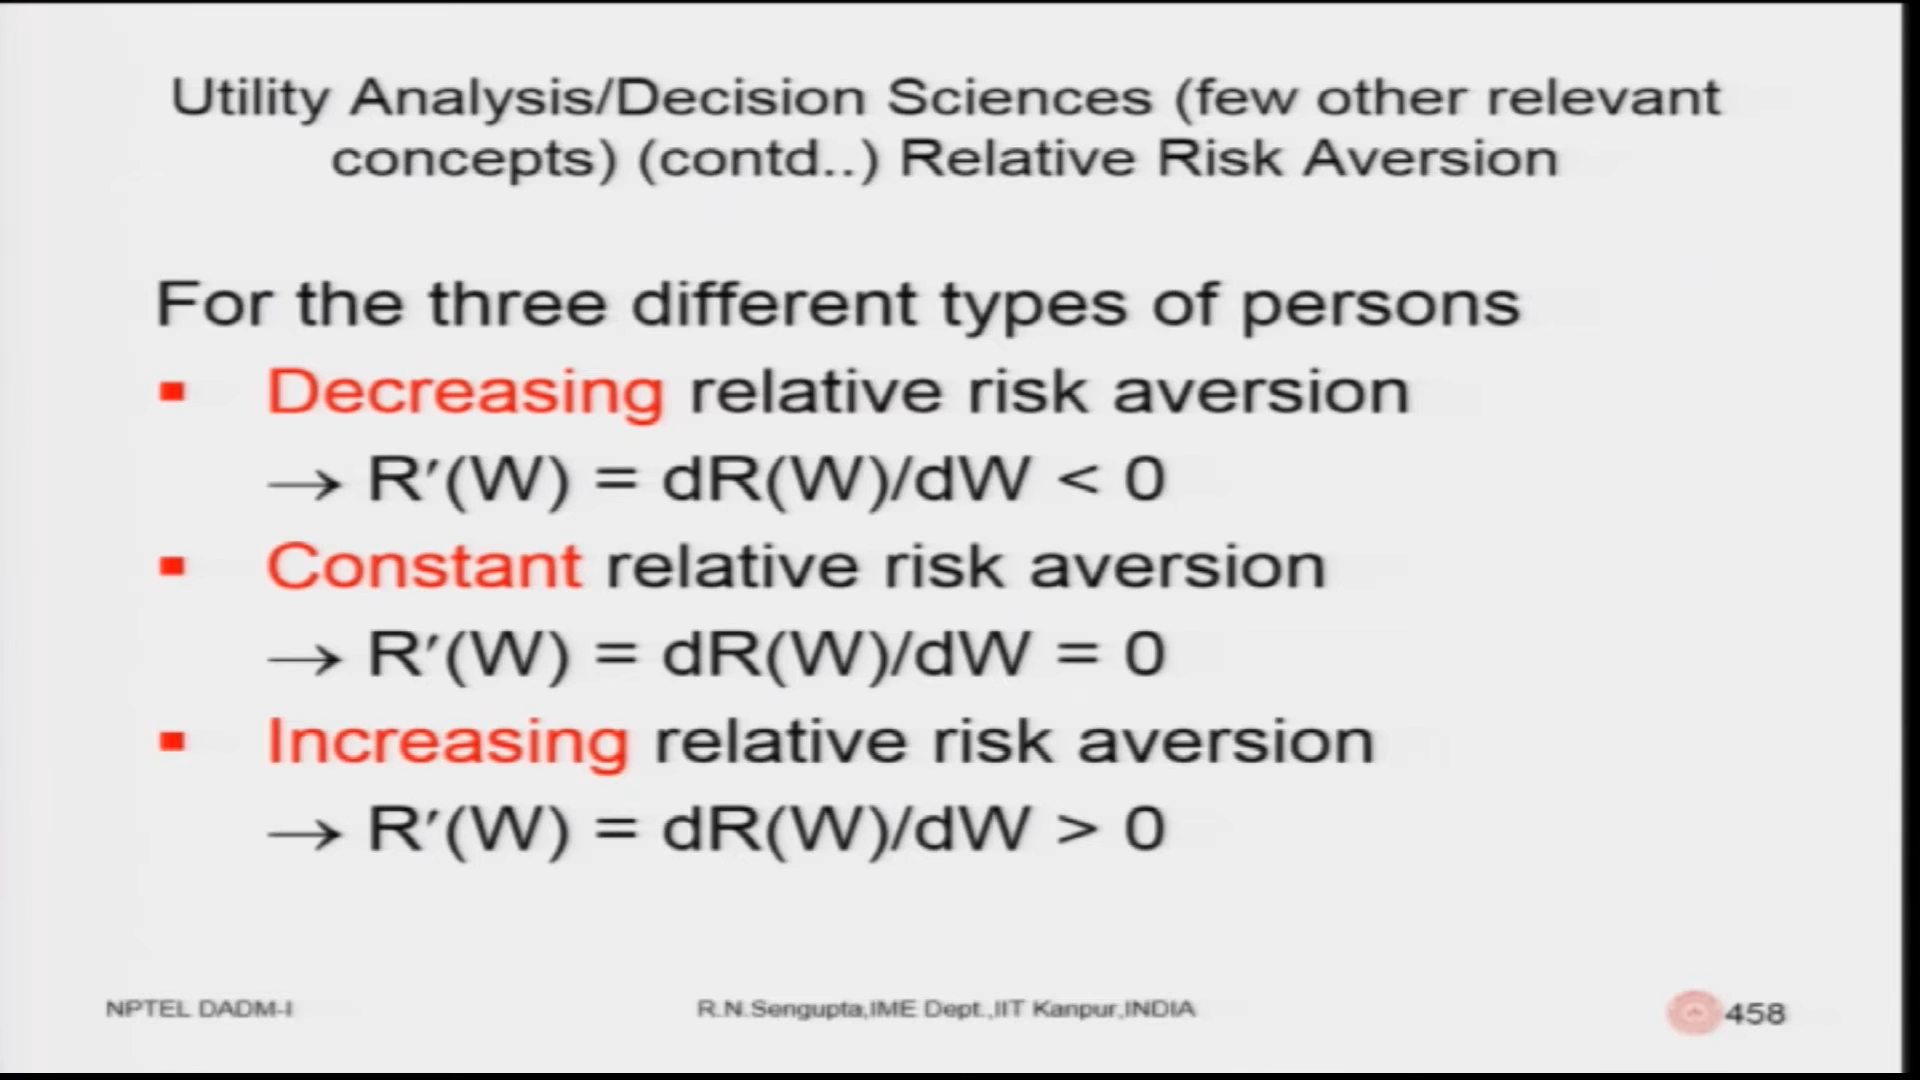 Utility Analysis/Decision Sciences (few other relevant
concepts) (contd..) Relative Risk Aversion
For the three different types of persons
▪ Decreasing relative risk aversion
→ R′(W) = dR(W)/dW < 0
▪ Constant relative risk aversion
→ R′(W) = dR(W)/dW = 0
▪ Increasing relative risk aversion
→ R′(W) = dR(W)/dW > 0
NPTEL DADM-I
R.N.Sengupta,IME Dept.,IIT Kanpur,INDIA
458